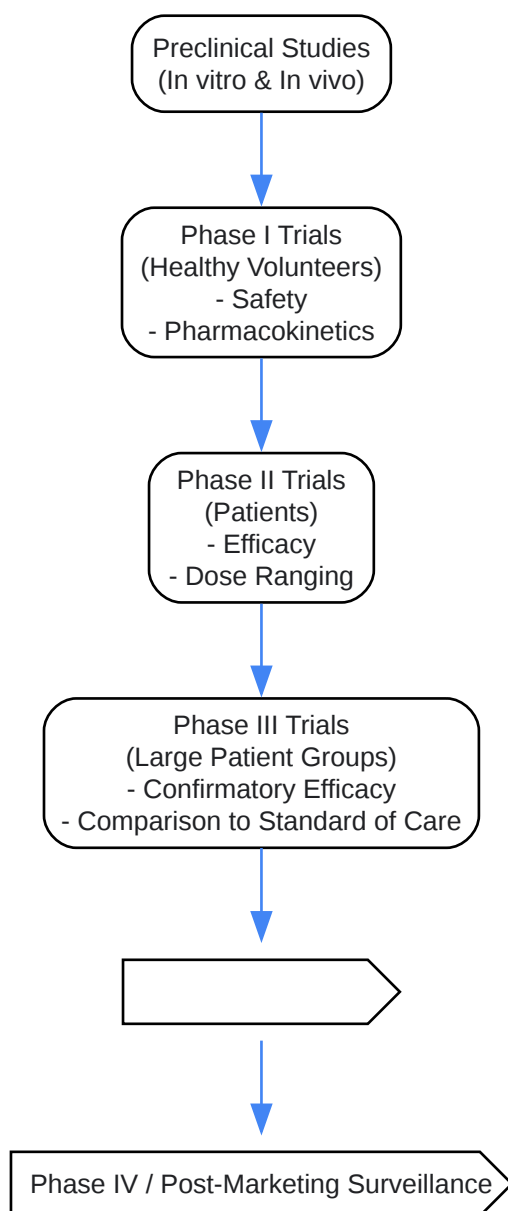 Preclinical Studies
(In vitro & In vivo)
Phase I Trials
(Healthy Volunteers)
- Safety
- Pharmacokinetics
Phase II Trials
(Patients)
- Efficacy
- Dose Ranging
Phase III Trials
(Large Patient Groups)
- Confirmatory Efficacy
- Comparison to Standard of Care
Phase IV / Post-Marketing Surveillance